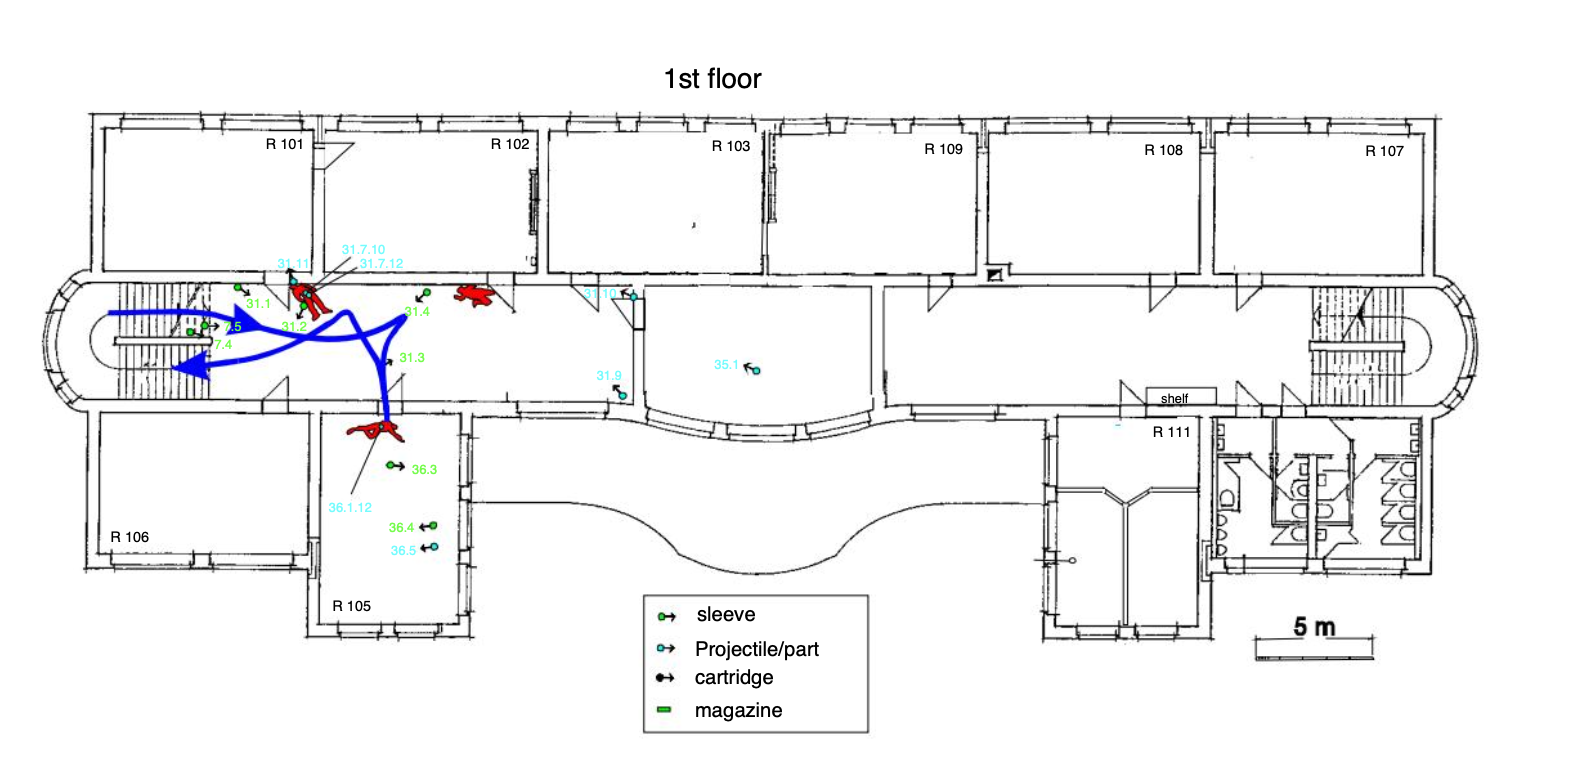 1st floor
R 101
R 102
R 103
R 109
R 108
R 107
31.7.10
31.11
31.7.12
31.1
31.10
31.4
31.2
7.5
7.4
31.3
35.1
31.9
shelf
R 111
36.3
36.1.12
36.4
36.5
R 106
R 105
sleeve
Projectile/part
cartridge
magazine
5 m